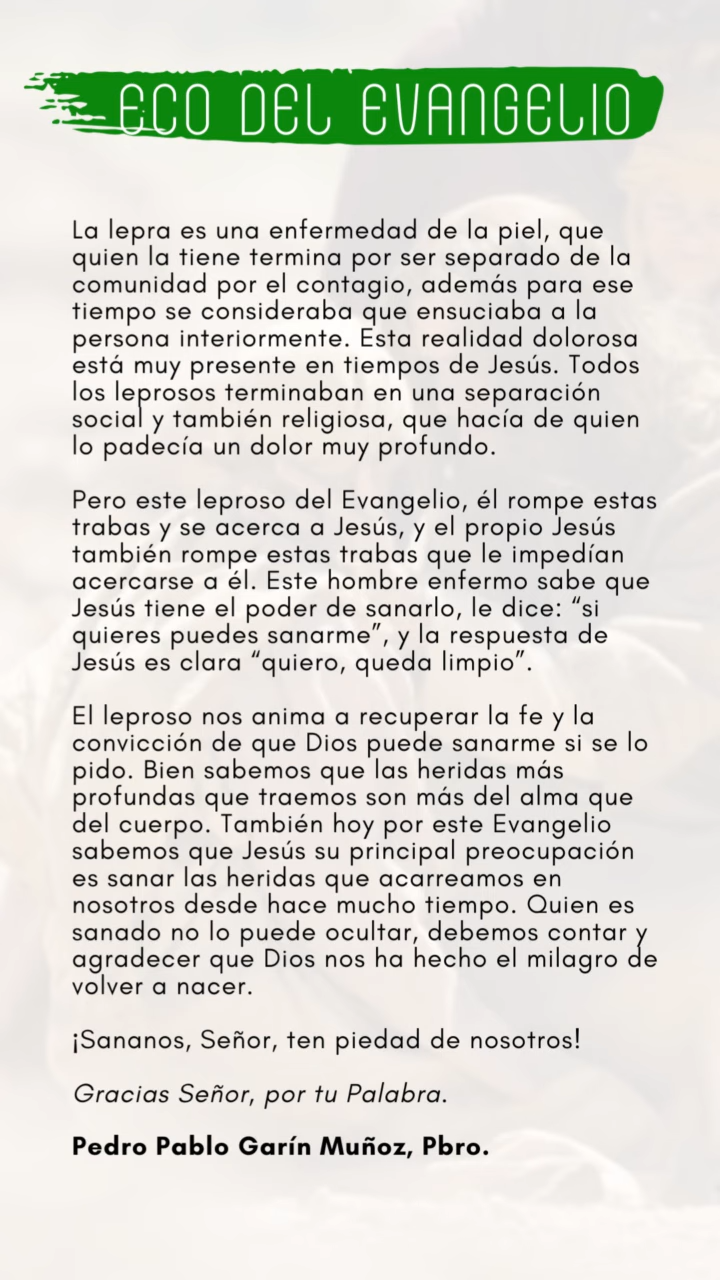 ECO DEL EVANGELIO
La lepra es una enfermedad de la piel, que
quien la tiene termina por ser separado de la
comunidad por el contagio, además para ese
tiempo se consideraba que ensuciaba a la
persona interiormente. Esta realidad dolorosa
está muy presente en tiempos de Jesús. Todos
los leprosos terminaban en una separación
social y también religiosa, que hacía de quien
lo padecía un dolor muy profundo.
Pero este leproso del Evangelio, él rompe estas
trabas y se acerca a Jesús, y el propio Jesús
también rompe estas trabas que le impedían
acercarse a él. Este hombre enfermo sabe que
Jesús tiene el poder de sanarlo, le dice: “si
quieres puedes sanarme”, y la respuesta de
Jesús es clara “quiero, queda limpio”.
El leproso nos anima a recuperar la fe y la
convicción de que Dios puede sanarme si se lo
pido. Bien sabemos que las heridas más
profundas que traemos son más del alma que
del cuerpo. También hoy por este Evangelio
sabemos que Jesús su principal preocupación
es sanar las heridas que acarreamos en
nosotros desde hace mucho tiempo. Quien es
sanado no lo puede ocultar, debemos contar y
agradecer que Dios nos ha hecho el milagro de
volver a nacer.
¡Sananos, Señor, ten piedad de nosotros!
Gracias Señor, por tu Palabra.
Pedro Pablo Garín Muñoz, Pbro.